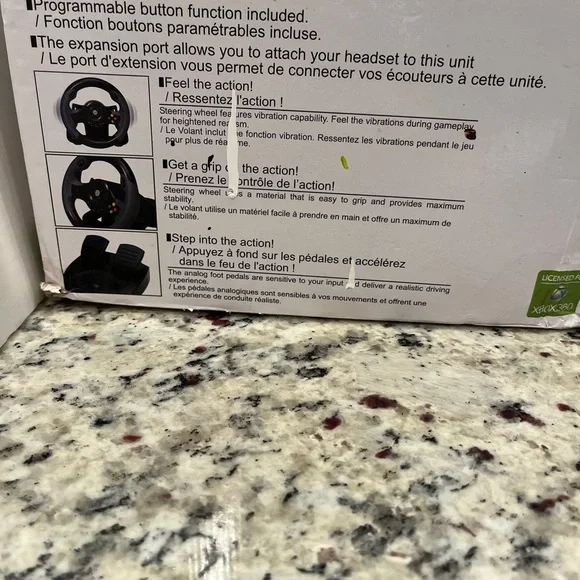 Programmable button function included.
/ Fonction boutons paramétrables incluse.
The expansion port allows you to attach your headset to this unit
/ Le port d'extension vous permet de connecter vos écouteurs à cette unité.
Feel the action!
/ Ressentez l'action !
Steering wheel features vibration capability. Feel the vibrations during gameplay
for heightened realism.
/ Le Volant inclut une fonction vibration. Ressentez les vibrations pendant le jeu
pour plus de réalisme.
Get a grip on the action!
/ Prenez le contrôle de l'action!
Steering wheel uses a material that is easy to grip and provides maximum
stability.
/ Le volant utilise un matériel facile à prendre en main et offre un maximum de
stabilité.
Step into the action!
/ Appuyez à fond sur les pédales et accélérez
dans le feu de l'action !
The analog foot pedals are sensitive to your input and deliver a realistic driving
experience.
/ Les pédales analogiques sont sensibles à vos mouvements et offrent une
expérience de conduite réaliste.
LICENSED
XBOX 360